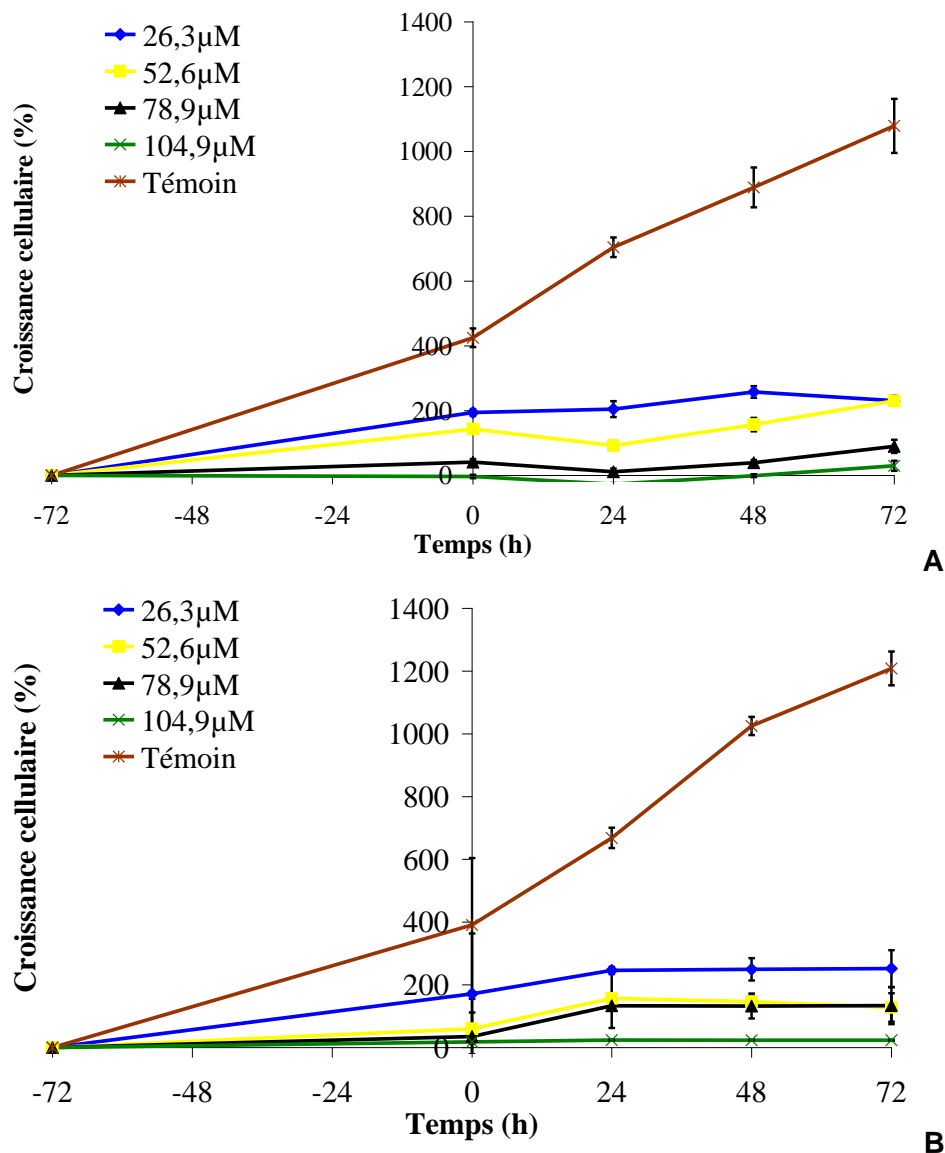 26,3µM
52,6µM
78,9µM
104,9µM
Témoin
Croissance cellulaire (%)
1400
1200
1000
800
600
400
200
0
-72
-48
-24
0
24
48
72
Temps (h)
A
26,3µM
52,6µM
78,9µM
104,9µM
Témoin
Croissance cellulaire (%)
1400
1200
1000
800
600
400
200
0
-72
-48
-24
0
24
48
72
Temps (h)
B